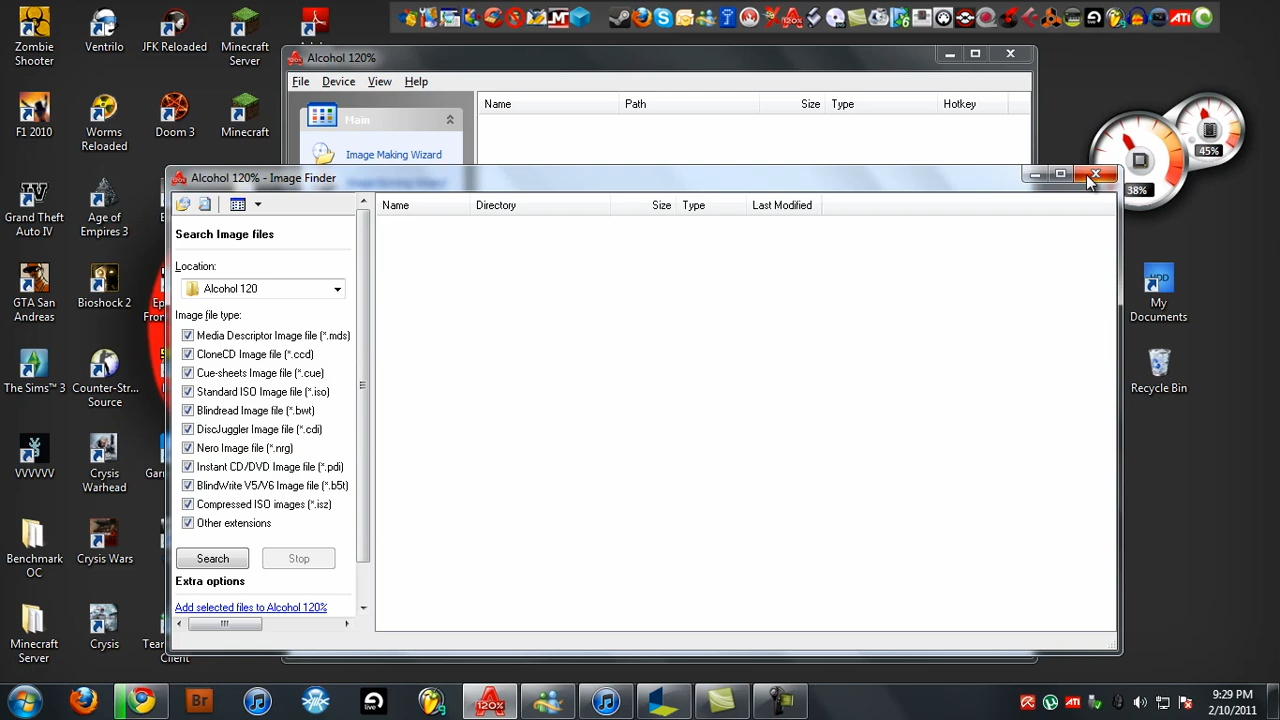 Zombie Shooter
Ventrilo
JFK Reloaded
Minecraft Server
Alcohol 120%
File Device View Help
Name Path Size Type Hotkey
Main
Image Making Wizard
F1 2010
Worms Reloaded
Doom 3
Minecraft
45%
38%
Alcohol 120% - Image Finder
Name Directory Size Type Last Modified
Search Image files
Location:
Alcohol 120
Image file type:
Media Descriptor Image file (*.mds)
CloneCD Image file (*.ccd)
Cue-sheets Image file (*.cue)
Standard ISO Image file (*.iso)
Blindread Image file (*.bwt)
DiscJuggler Image file (*.cdi)
Nero Image file (*.nrg)
Instant CD/DVD Image file (*.pdi)
BlindWrite V5/V6 Image file (*.b5t)
Compressed ISO images (*.isz)
Other extensions
Search Stop
Extra options
Add selected files to Alcohol 120%
Grand Theft Auto IV
Age of Empires 3
GTA San Andreas
Bioshock 2
The Sims™ 3
Counter-Str... Source
VVVVVV
Crysis Warhead
Benchmark OC
Crysis Wars
Minecraft Server
Crysis
My Documents
Recycle Bin
Br
live
120%
9:29 PM
2/10/2011
ATI